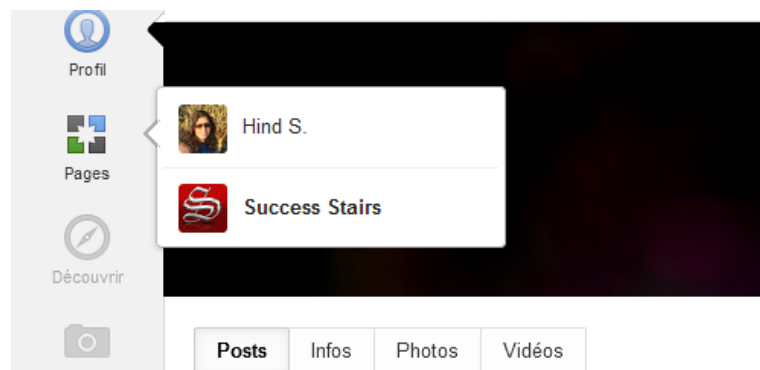 Profil
Hind S.
Pages
Success Stairs
Découvrir
Posts Infos Photos Vidéos